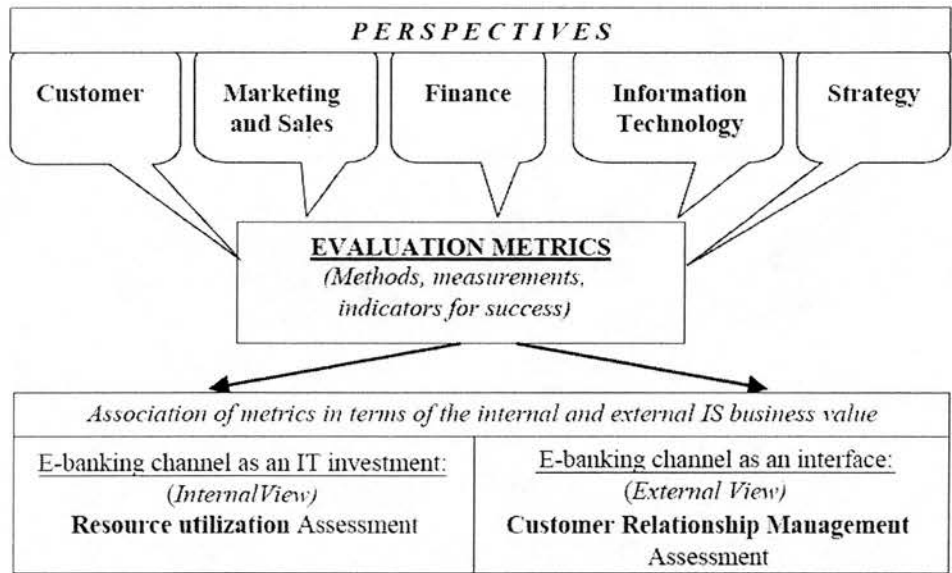 PERSPECTIVES
Customer
Marketing
and Sales
Finance
Information
Technology
Strategy
EVALUATION METRICS
(Methods, measurements,
indicators for success)
Association of metrics in terms of the internal and external IS business value
E-banking channel as an IT investment:
(Internal View)
Resource utilization Assessment
E-banking channel as an interface:
(External View)
Customer Relationship Management
Assessment